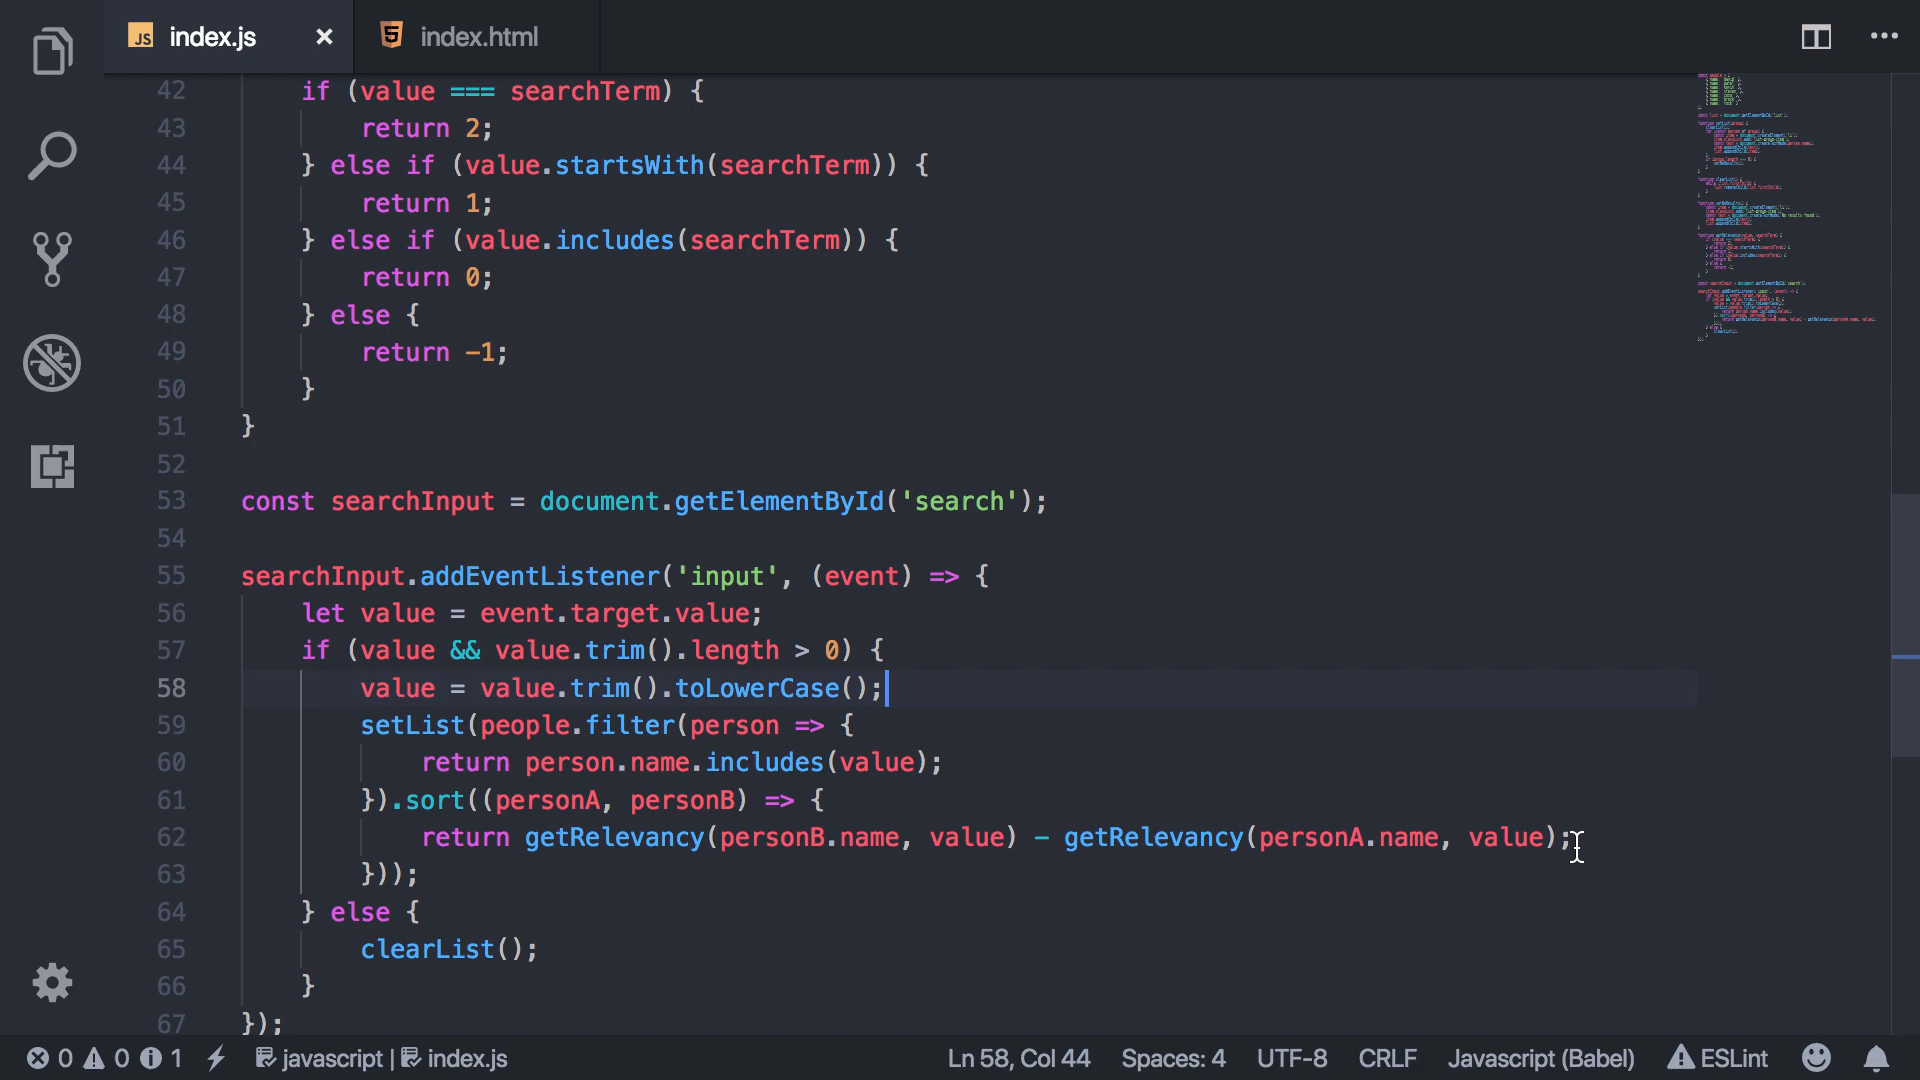 index.js
index.html
42 if (value === searchTerm) {
43 return 2;
44 } else if (value.startsWith(searchTerm)) {
45 return 1;
46 } else if (value.includes(searchTerm)) {
47 return 0;
48 } else {
49 return -1;
50 }
51 }
52
53 const searchInput = document.getElementById('search');
54
55 searchInput.addEventListener('input', (event) => {
56 let value = event.target.value;
57 if (value && value.trim().length > 0) {
58 value = value.trim().toLowerCase();
59 setList(people.filter(person => {
60 return person.name.includes(value);
61 }).sort((personA, personB) => {
62 return getRelevancy(personB.name, value) - getRelevancy(personA.name, value);
63 }));
64 } else {
65 clearList();
66 }
67 });
0 0 1 javascript | index.js Ln 58, Col 44 Spaces: 4 UTF-8 CRLF Javascript (Babel) ESLint